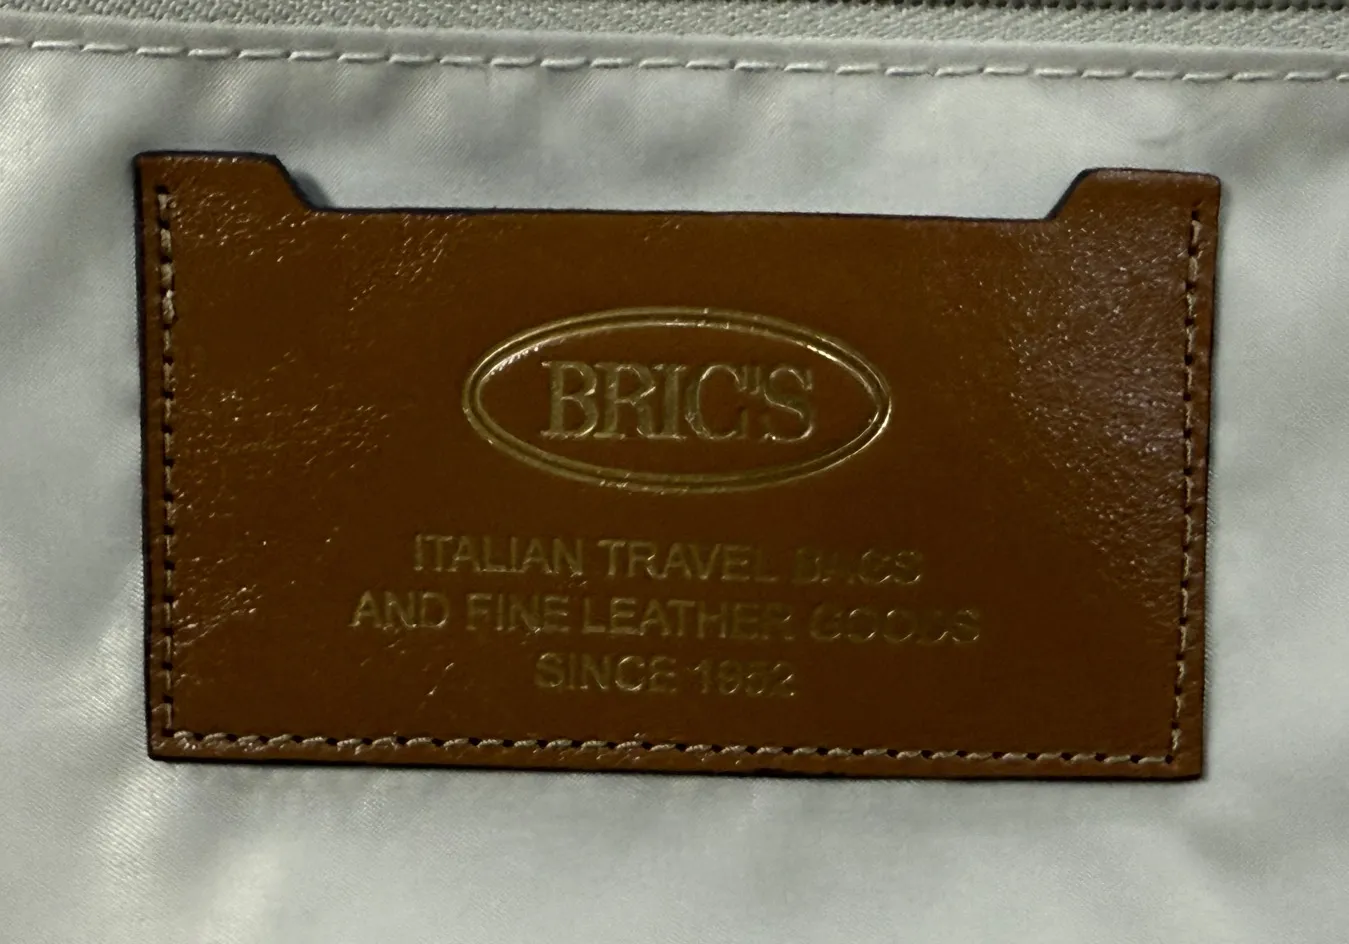 BRIC'S
ITALIAN TRAVEL BAGS
AND FINE LEATHER GOODS
SINCE 1952